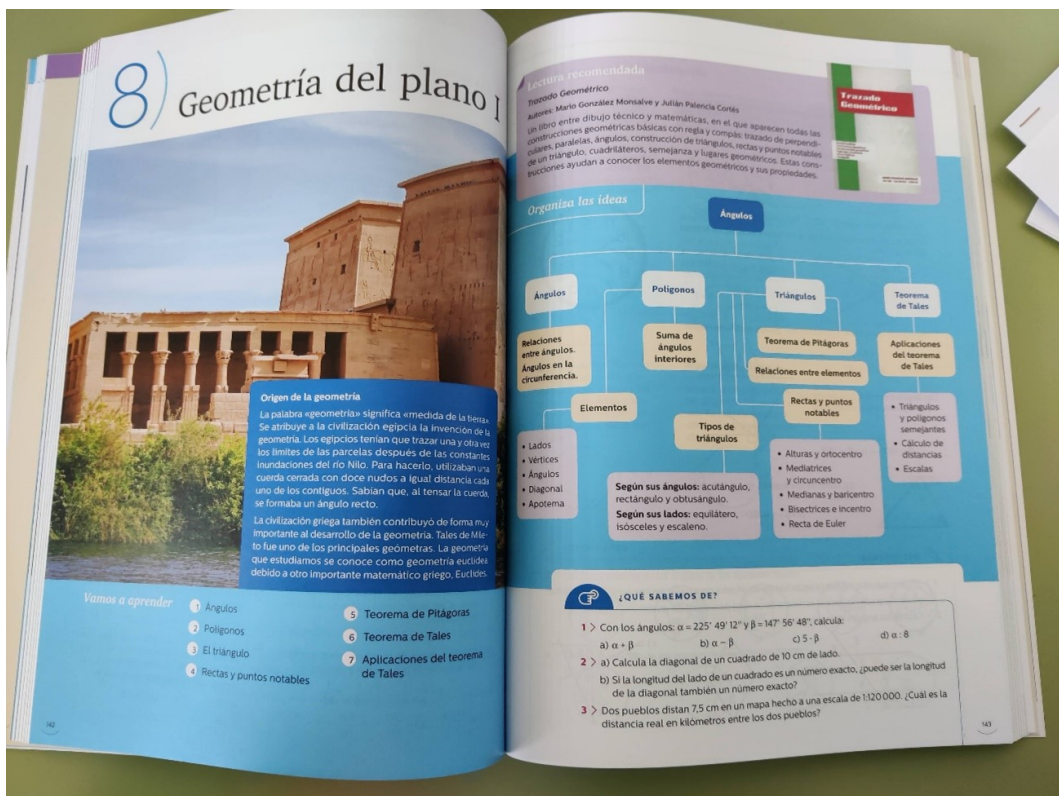 8) Geometría del plano I
Origen de la geometría
La palabra «geometría» significa «medida de la tierra».
Se atribuye a la civilización egipcia la invención de la
geometría. Los egipcios tenían que trazar una y otra vez
los límites de las parcelas después de las constantes
inundaciones del río Nilo. Para hacerlo, utilizaban una
cuerda cerrada con doce nudos a igual distancia cada
uno de los contiguos. Sabían que, al tensar la cuerda,
se formaba un ángulo recto.
La civilización griega también contribuyó de forma muy
importante al desarrollo de la geometría. Tales de Mile-
to fue uno de los principales geómetras. La geometría
que estudiamos se conoce como geometría euclídea
debido a otro importante matemático griego, Euclides.
Vamos a aprender
1 Ángulos
2 Polígonos
3 El triángulo
4 Rectas y puntos notables
5 Teorema de Pitágoras
6 Teorema de Tales
7 Aplicaciones del teorema
de Tales
142
Lectura recomendada
Trazado Geométrico
Autores: Mario González Monsalve y Julián Palencia Cortés
Un libro entre dibujo técnico y matemáticas, en el que aparecen todas las
construcciones geométricas básicas con regla y compás: trazado de perpendi-
culares, paralelas, ángulos, construcción de triángulos, rectas y puntos notables
de un triángulo, cuadriláteros, semejanza y lugares geométricos. Estas cons-
trucciones ayudan a conocer los elementos geométricos y sus propiedades.
Trazado
Geométrico
Organiza las ideas
Ángulos
Ángulos
Polígonos
Triángulos
Teorema
de Tales
Relaciones
entre ángulos.
Ángulos en la
circunferencia.
Suma de
ángulos
interiores
Teorema de Pitágoras
Relaciones entre elementos
Rectas y puntos
notables
Aplicaciones
del teorema
de Tales
Elementos
Tipos de
triángulos
• Lados
• Vértices
• Ángulos
• Diagonal
• Apotema
Según sus ángulos: acutángulo,
rectángulo y obtusángulo.
Según sus lados: equilátero,
isósceles y escaleno.
• Alturas y ortocentro
• Mediatrices
y circuncentro
• Medianas y baricentro
• Bisectrices e incentro
• Recta de Euler
• Triángulos
y polígonos
semejantes
• Cálculo de
distancias
• Escalas
¿QUÉ SABEMOS DE?
1 > Con los ángulos: α = 225° 49' 12" y β = 147° 56' 48", calcula:
a) α + β b) α − β c) 5 · β d) α : 8
2 > a) Calcula la diagonal de un cuadrado de 10 cm de lado.
b) Si la longitud del lado de un cuadrado es un número exacto, ¿puede ser la longitud
de la diagonal también un número exacto?
3 > Dos pueblos distan 7,5 cm en un mapa hecho a una escala de 1:120 000. ¿Cuál es la
distancia real en kilómetros entre los dos pueblos?
143